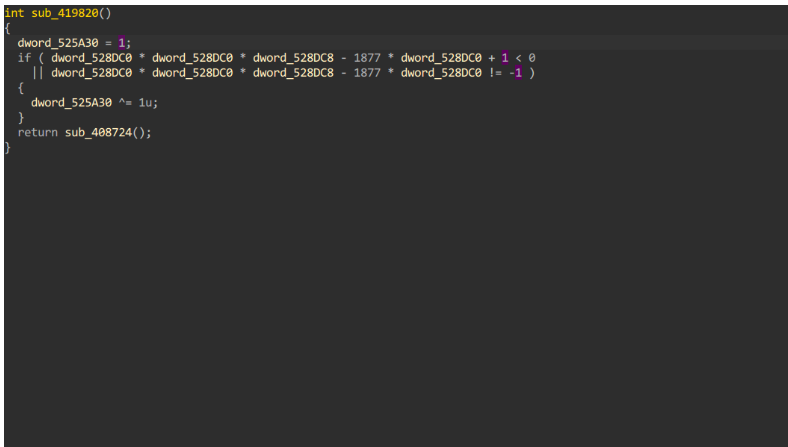 int sub_419820()
{
  dword_525A30 = 1;
  if ( dword_528DC0 * dword_528DC0 * dword_528DC8 - 1877 * dword_528DC0 + 1 < 0
    || dword_528DC0 * dword_528DC0 * dword_528DC8 - 1877 * dword_528DC0 != -1 )
  {
    dword_525A30 ^= 1u;
  }
  return sub_408724();
}